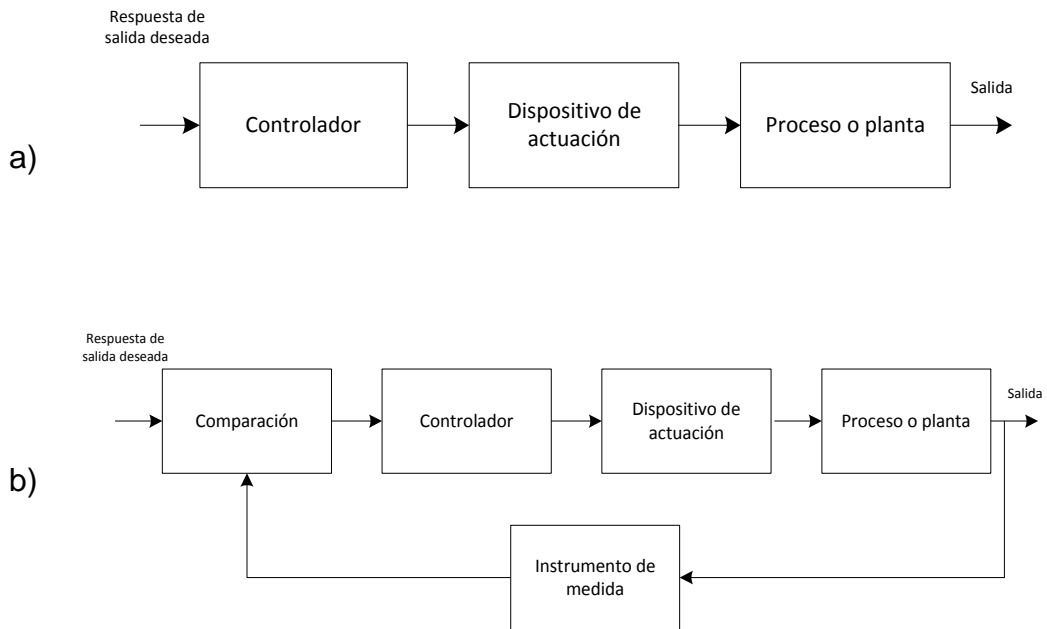 Respuesta de
salida deseada
Controlador
Dispositivo de
actuación
Proceso o planta
Salida
a)
Respuesta de
salida deseada
Comparación
Controlador
Dispositivo de
actuación
Proceso o planta
Salida
b)
Instrumento de
medida